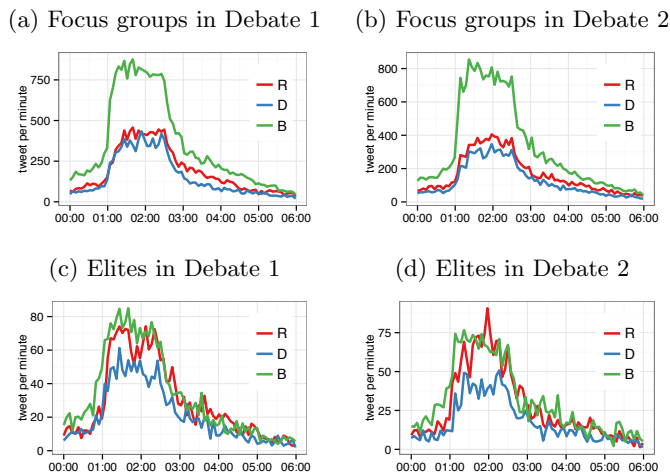 (a) Focus groups in Debate 1
tweet per minute
750
500
250
0
R
D
B
00:00 01:00 02:00 03:00 04:00 05:00 06:00
(b) Focus groups in Debate 2
tweet per minute
800
600
400
200
0
R
D
B
00:00 01:00 02:00 03:00 04:00 05:00 06:00
(c) Elites in Debate 1
tweet per minute
80
60
40
20
0
R
D
B
00:00 01:00 02:00 03:00 04:00 05:00 06:00
(d) Elites in Debate 2
tweet per minute
75
50
25
0
R
D
B
00:00 01:00 02:00 03:00 04:00 05:00 06:00